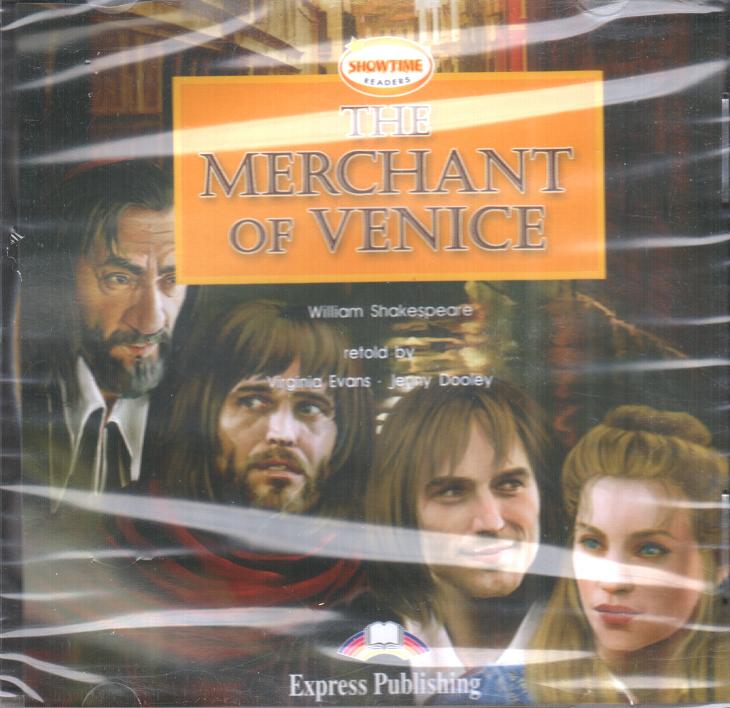 SHOWTIME
READERS
THE
MERCHANT
OF VENICE
William Shakespeare
retold by
Virginia Evans - Jenny Dooley
Express Publishing